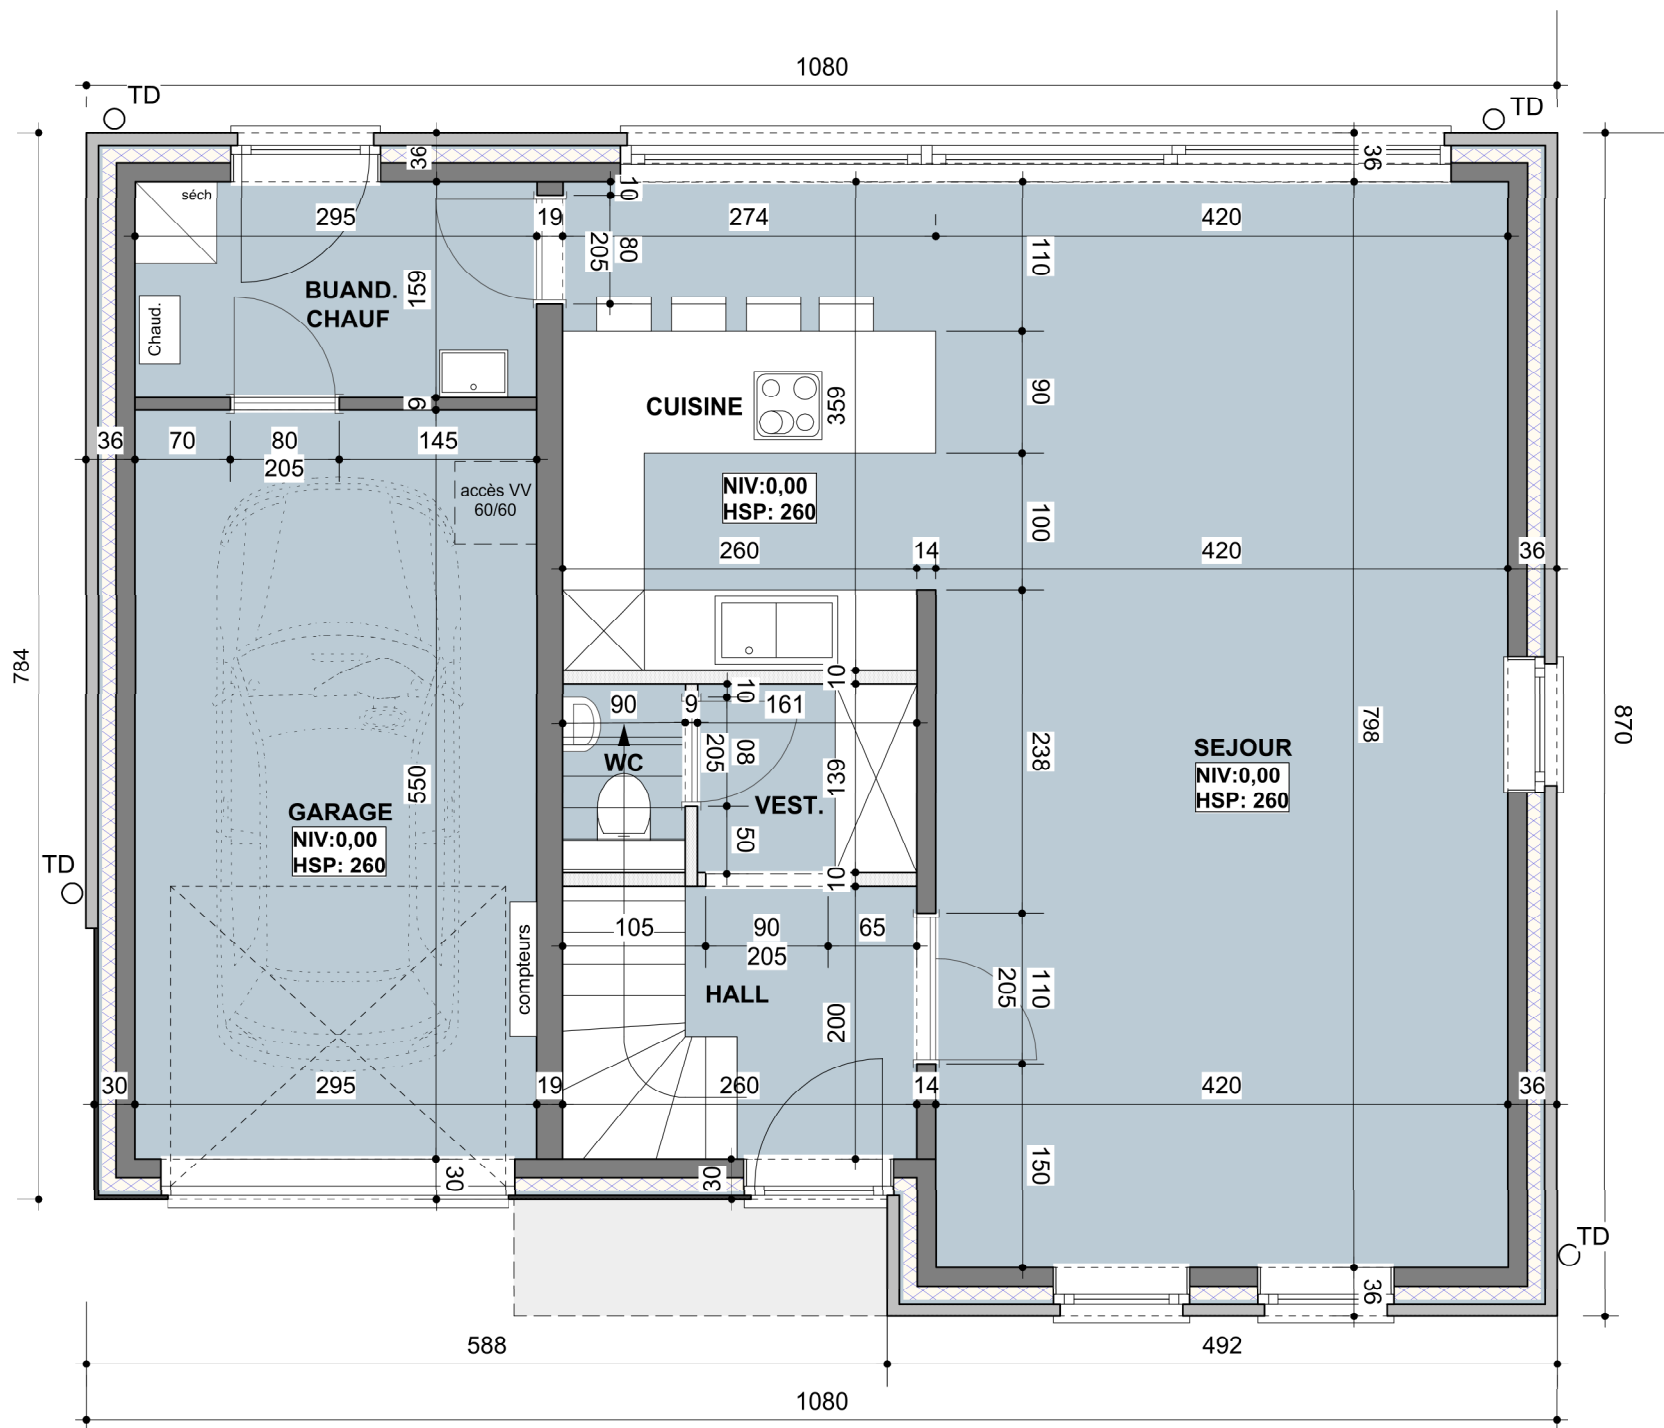 1080
TD
TD
36
36
séch
10
295
19
274
420
80
205
110
159
BUAND.
CHAUF
Chaud.
CUISINE
359
90
9
36
70
80
145
205
accès VV
60/60
NIV:0,00
HSP: 260
100
260
14
420
36
784
10
10
90
9
161
205
80
WC
139
238
SEJOUR
NIV:0,00
HSP: 260
798
870
550
GARAGE
NIV:0,00
HSP: 260
VEST.
50
TD
10
105
90
65
205
compteurs
HALL
200
205
110
30
295
19
260
14
420
36
150
30
30
TD
36
588
492
1080